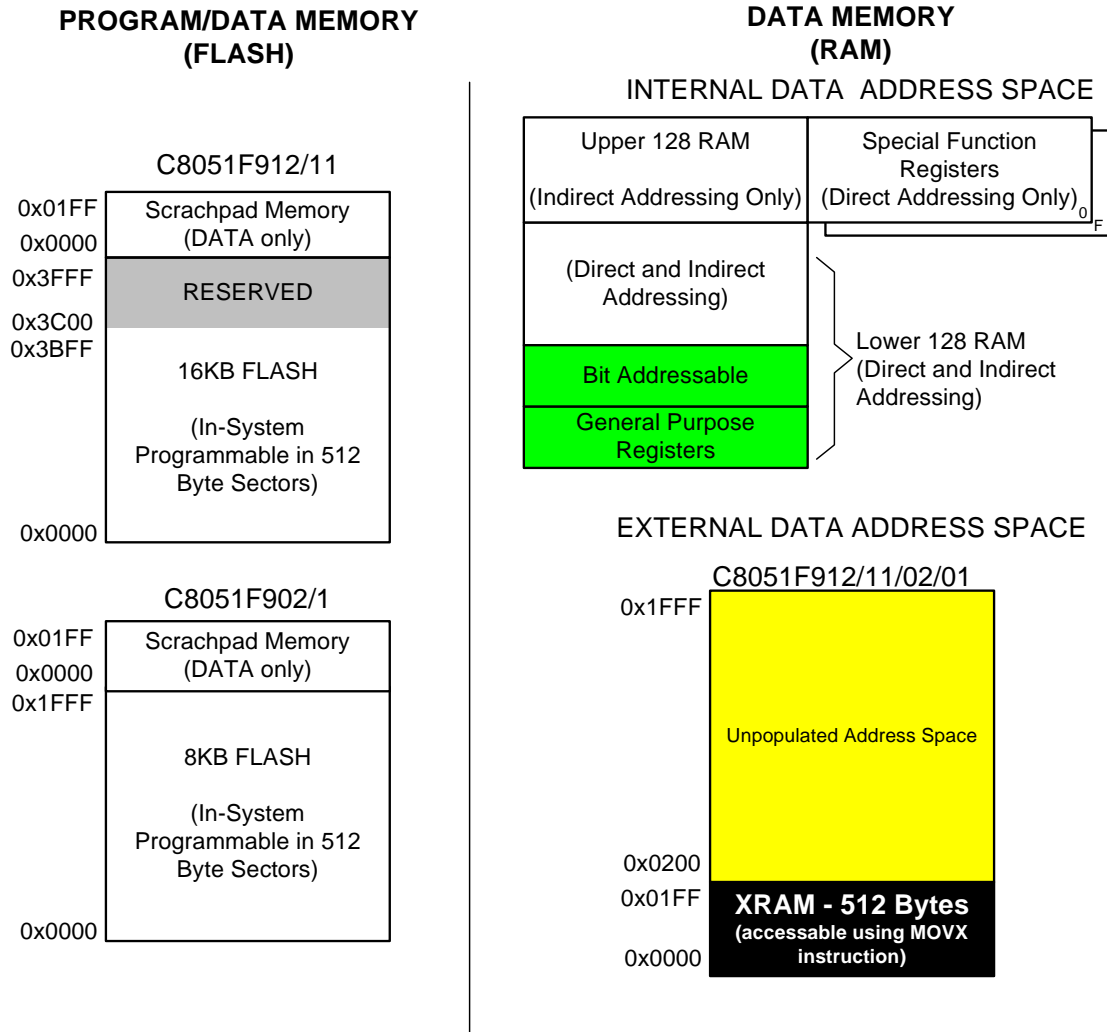 PROGRAM/DATA MEMORY
(FLASH)
C8051F912/11
0x01FF
Scrachpad Memory
(DATA only)
0x0000
0x3FFF
RESERVED
0x3C00
0x3BFF
16KB FLASH
(In-System
Programmable in 512
Byte Sectors)
0x0000
C8051F902/1
0x01FF
Scrachpad Memory
(DATA only)
0x0000
0x1FFF
8KB FLASH
(In-System
Programmable in 512
Byte Sectors)
0x0000
DATA MEMORY
(RAM)
INTERNAL DATA ADDRESS SPACE
Upper 128 RAM
(Indirect Addressing Only)
Special Function
Registers
(Direct Addressing Only)
0
F
(Direct and Indirect
Addressing)
Bit Addressable
General Purpose
Registers
Lower 128 RAM
(Direct and Indirect
Addressing)
EXTERNAL DATA ADDRESS SPACE
C8051F912/11/02/01
0x1FFF
Unpopulated Address Space
0x0200
0x01FF
XRAM - 512 Bytes
(accessable using MOVX
instruction)
0x0000